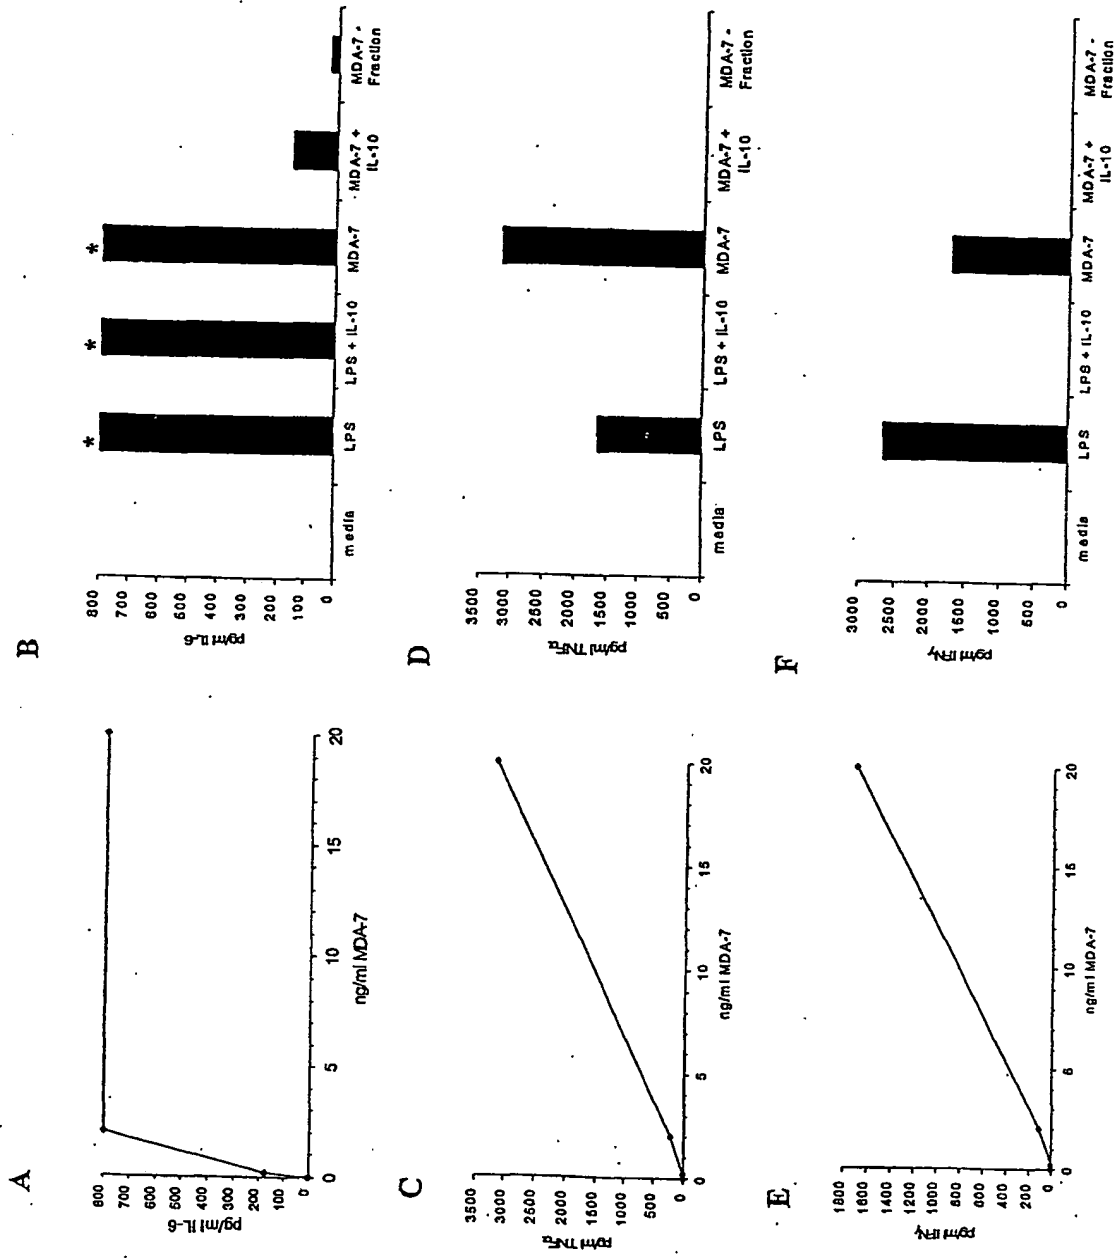 A
800
700
600
500
400
300
200
100
0
pg/ml IL-6
0
5
10
15
20
ng/ml MDA-7
B
800
700
600
500
400
300
200
100
0
pg/ml IL-6
*
*
*
media
LPS
LPS + IL-10
MDA-7
MDA-7 +
IL-10
MDA-7 -
Fraction
C
3500
3000
2500
2000
1500
1000
500
0
pg/ml TNFα
0
5
10
15
20
ng/ml MDA-7
D
3500
3000
2500
2000
1500
1000
500
0
pg/ml TNFα
media
LPS
LPS + IL-10
MDA-7
MDA-7 +
IL-10
MDA-7 -
Fraction
E
1800
1600
1400
1200
1000
800
600
400
200
0
pg/ml IFNγ
0
5
10
15
20
ng/ml MDA-7
F
3000
2500
2000
1500
1000
500
0
pg/ml IFNγ
media
LPS
LPS + IL-10
MDA-7
MDA-7 +
IL-10
MDA-7 -
Fraction